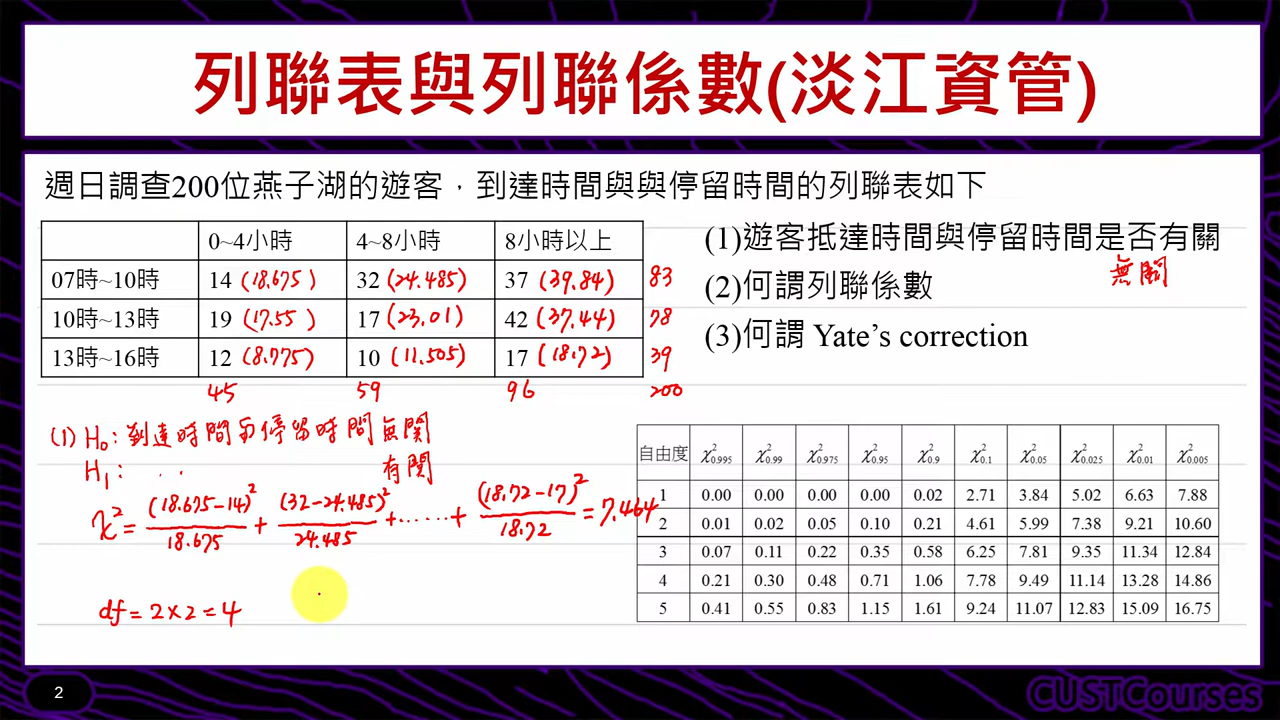 列聯表與列聯係數(淡江資管)
週日調查200位燕子湖的遊客，到達時間與與停留時間的列聯表如下
0~4小時 4~8小時 8小時以上
07時~10時 14 (18.675) 32 (24.485) 37 (39.84) 83
10時~13時 19 (17.55) 17 (23.01) 42 (37.44) 78
13時~16時 12 (8.775) 10 (11.505) 17 (18.72) 39
45 59 96 200
(1)遊客抵達時間與停留時間是否有關
無關
(2)何謂列聯係數
(3)何謂 Yate’s correction
(1) H₀: 到達時間與停留時間無關
H₁: .. 有關
χ² = (18.675-14)²/18.675 + (32-24.485)²/24.485 + ...... + (18.72-17)²/18.72 = 7.464
df = 2×2 = 4
自由度 χ²0.995 χ²0.99 χ²0.975 χ²0.95 χ²0.9 χ²0.1 χ²0.05 χ²0.025 χ²0.01 χ²0.005
1 0.00 0.00 0.00 0.00 0.02 2.71 3.84 5.02 6.63 7.88
2 0.01 0.02 0.05 0.10 0.21 4.61 5.99 7.38 9.21 10.60
3 0.07 0.11 0.22 0.35 0.58 6.25 7.81 9.35 11.34 12.84
4 0.21 0.30 0.48 0.71 1.06 7.78 9.49 11.14 13.28 14.86
5 0.41 0.55 0.83 1.15 1.61 9.24 11.07 12.83 15.09 16.75
2
CUSTCourses